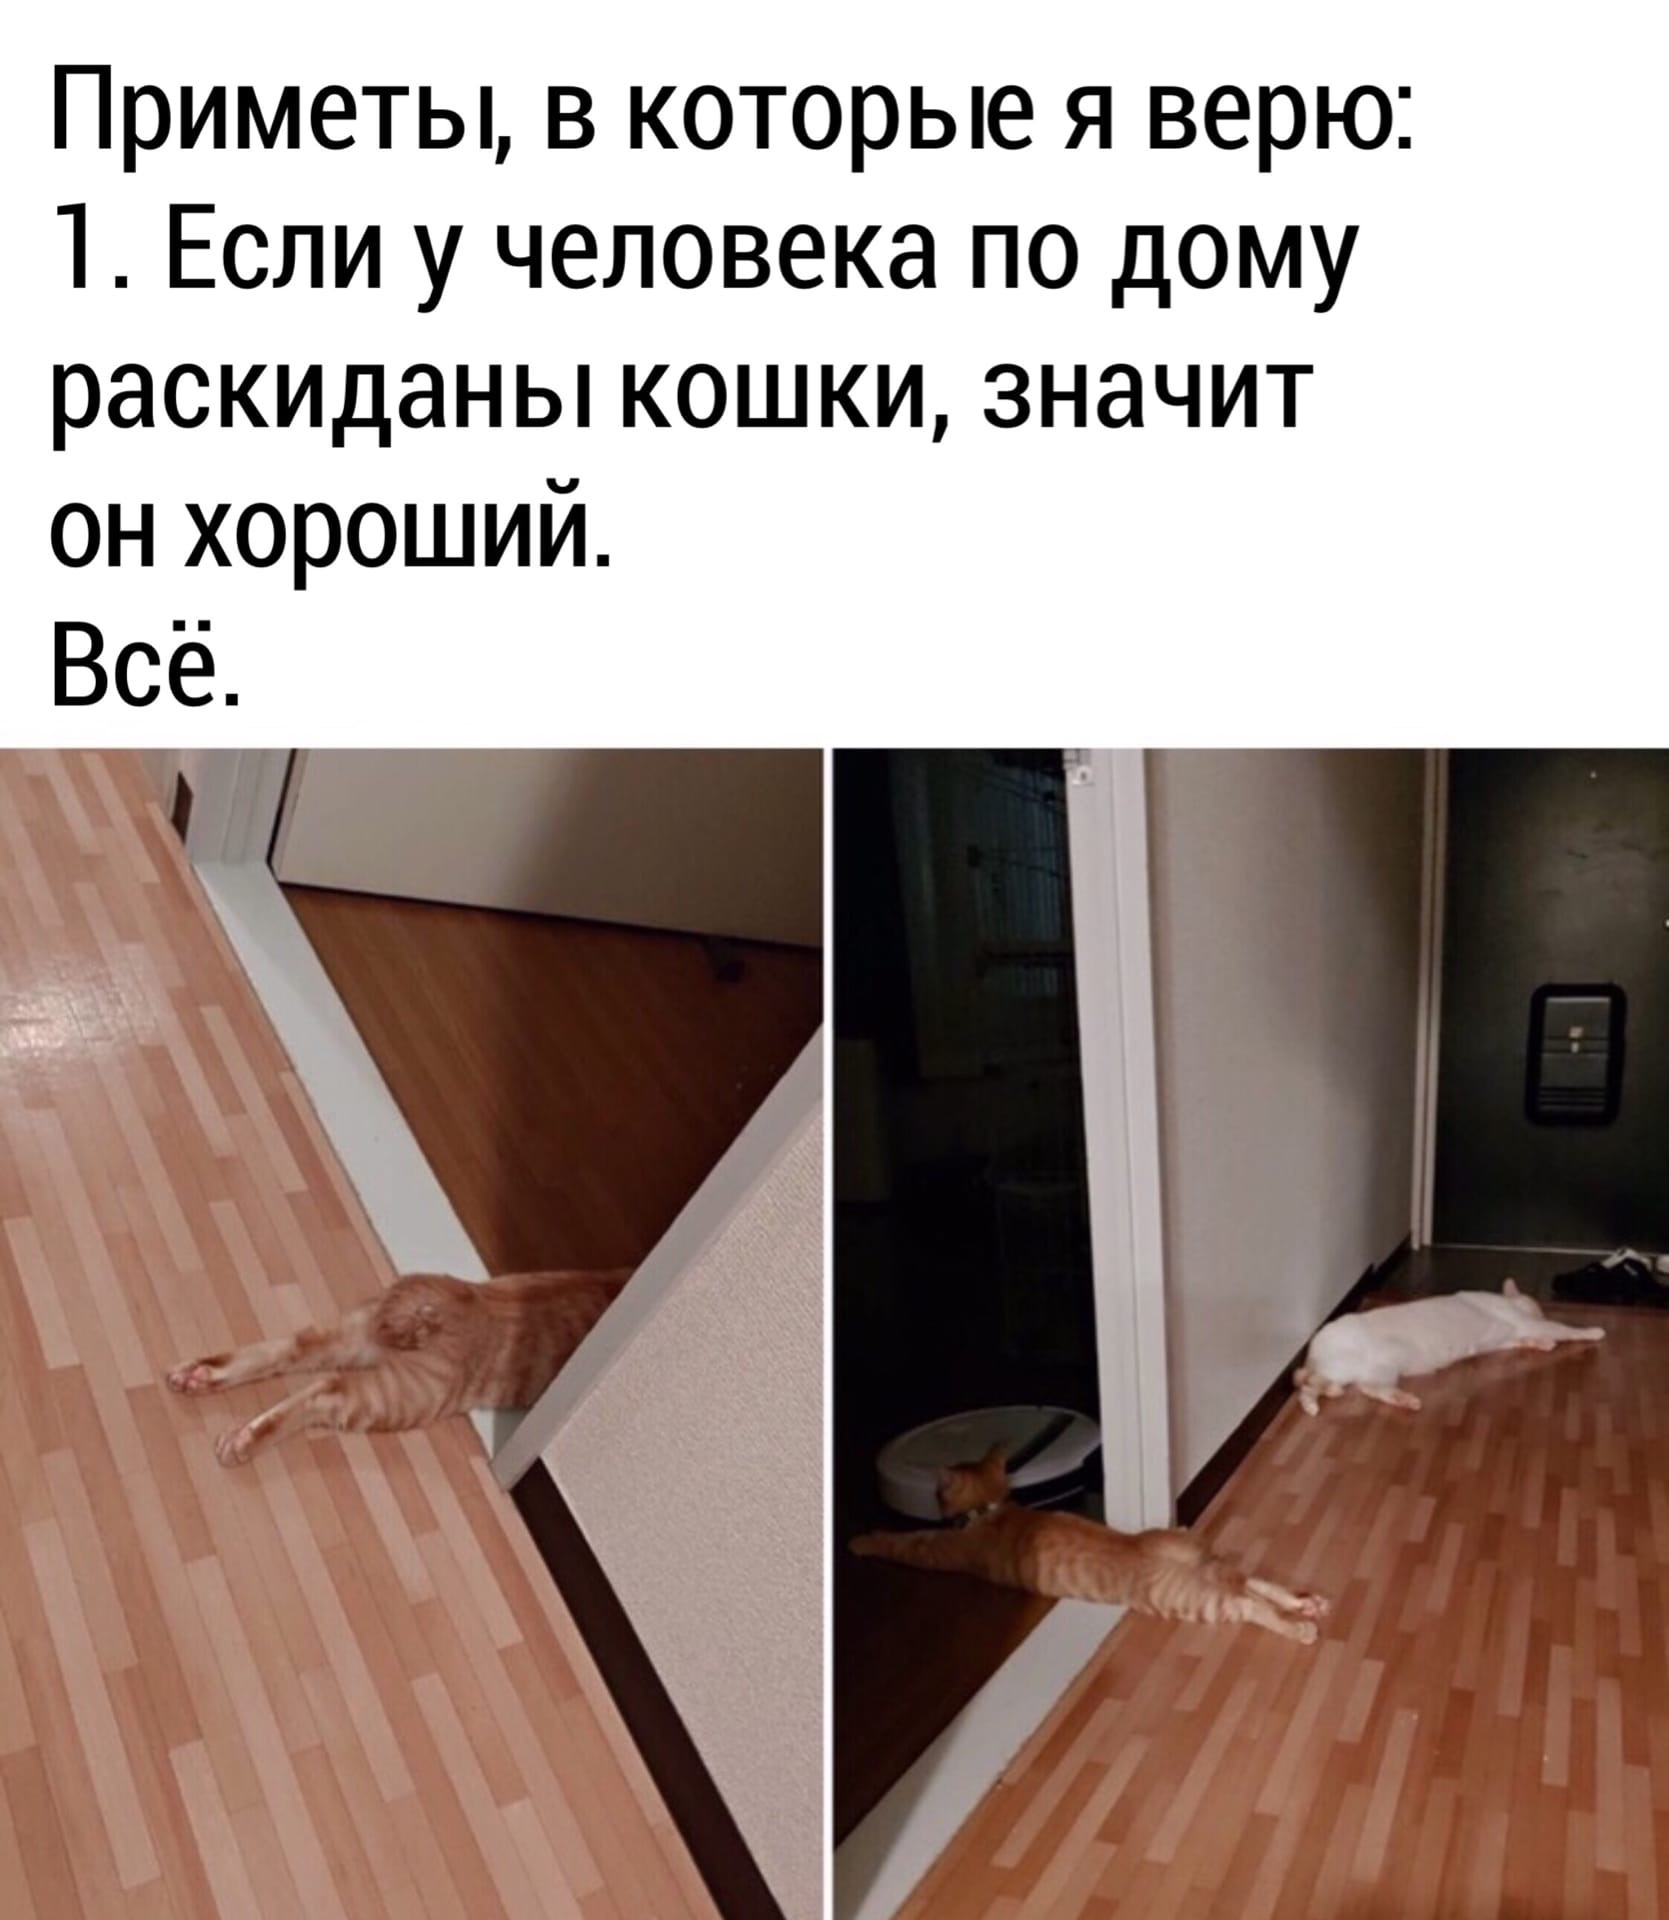 Приметы, в которые я верю:
1. Если у человека по дому
раскиданы кошки, значит
он хороший.
Всё.